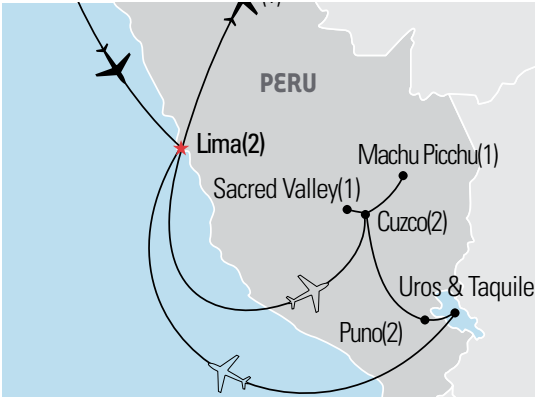 PERU
Lima(2)
Machu Picchu(1)
Sacred Valley(1)
Cuzco(2)
Uros & Taquile
Puno(2)